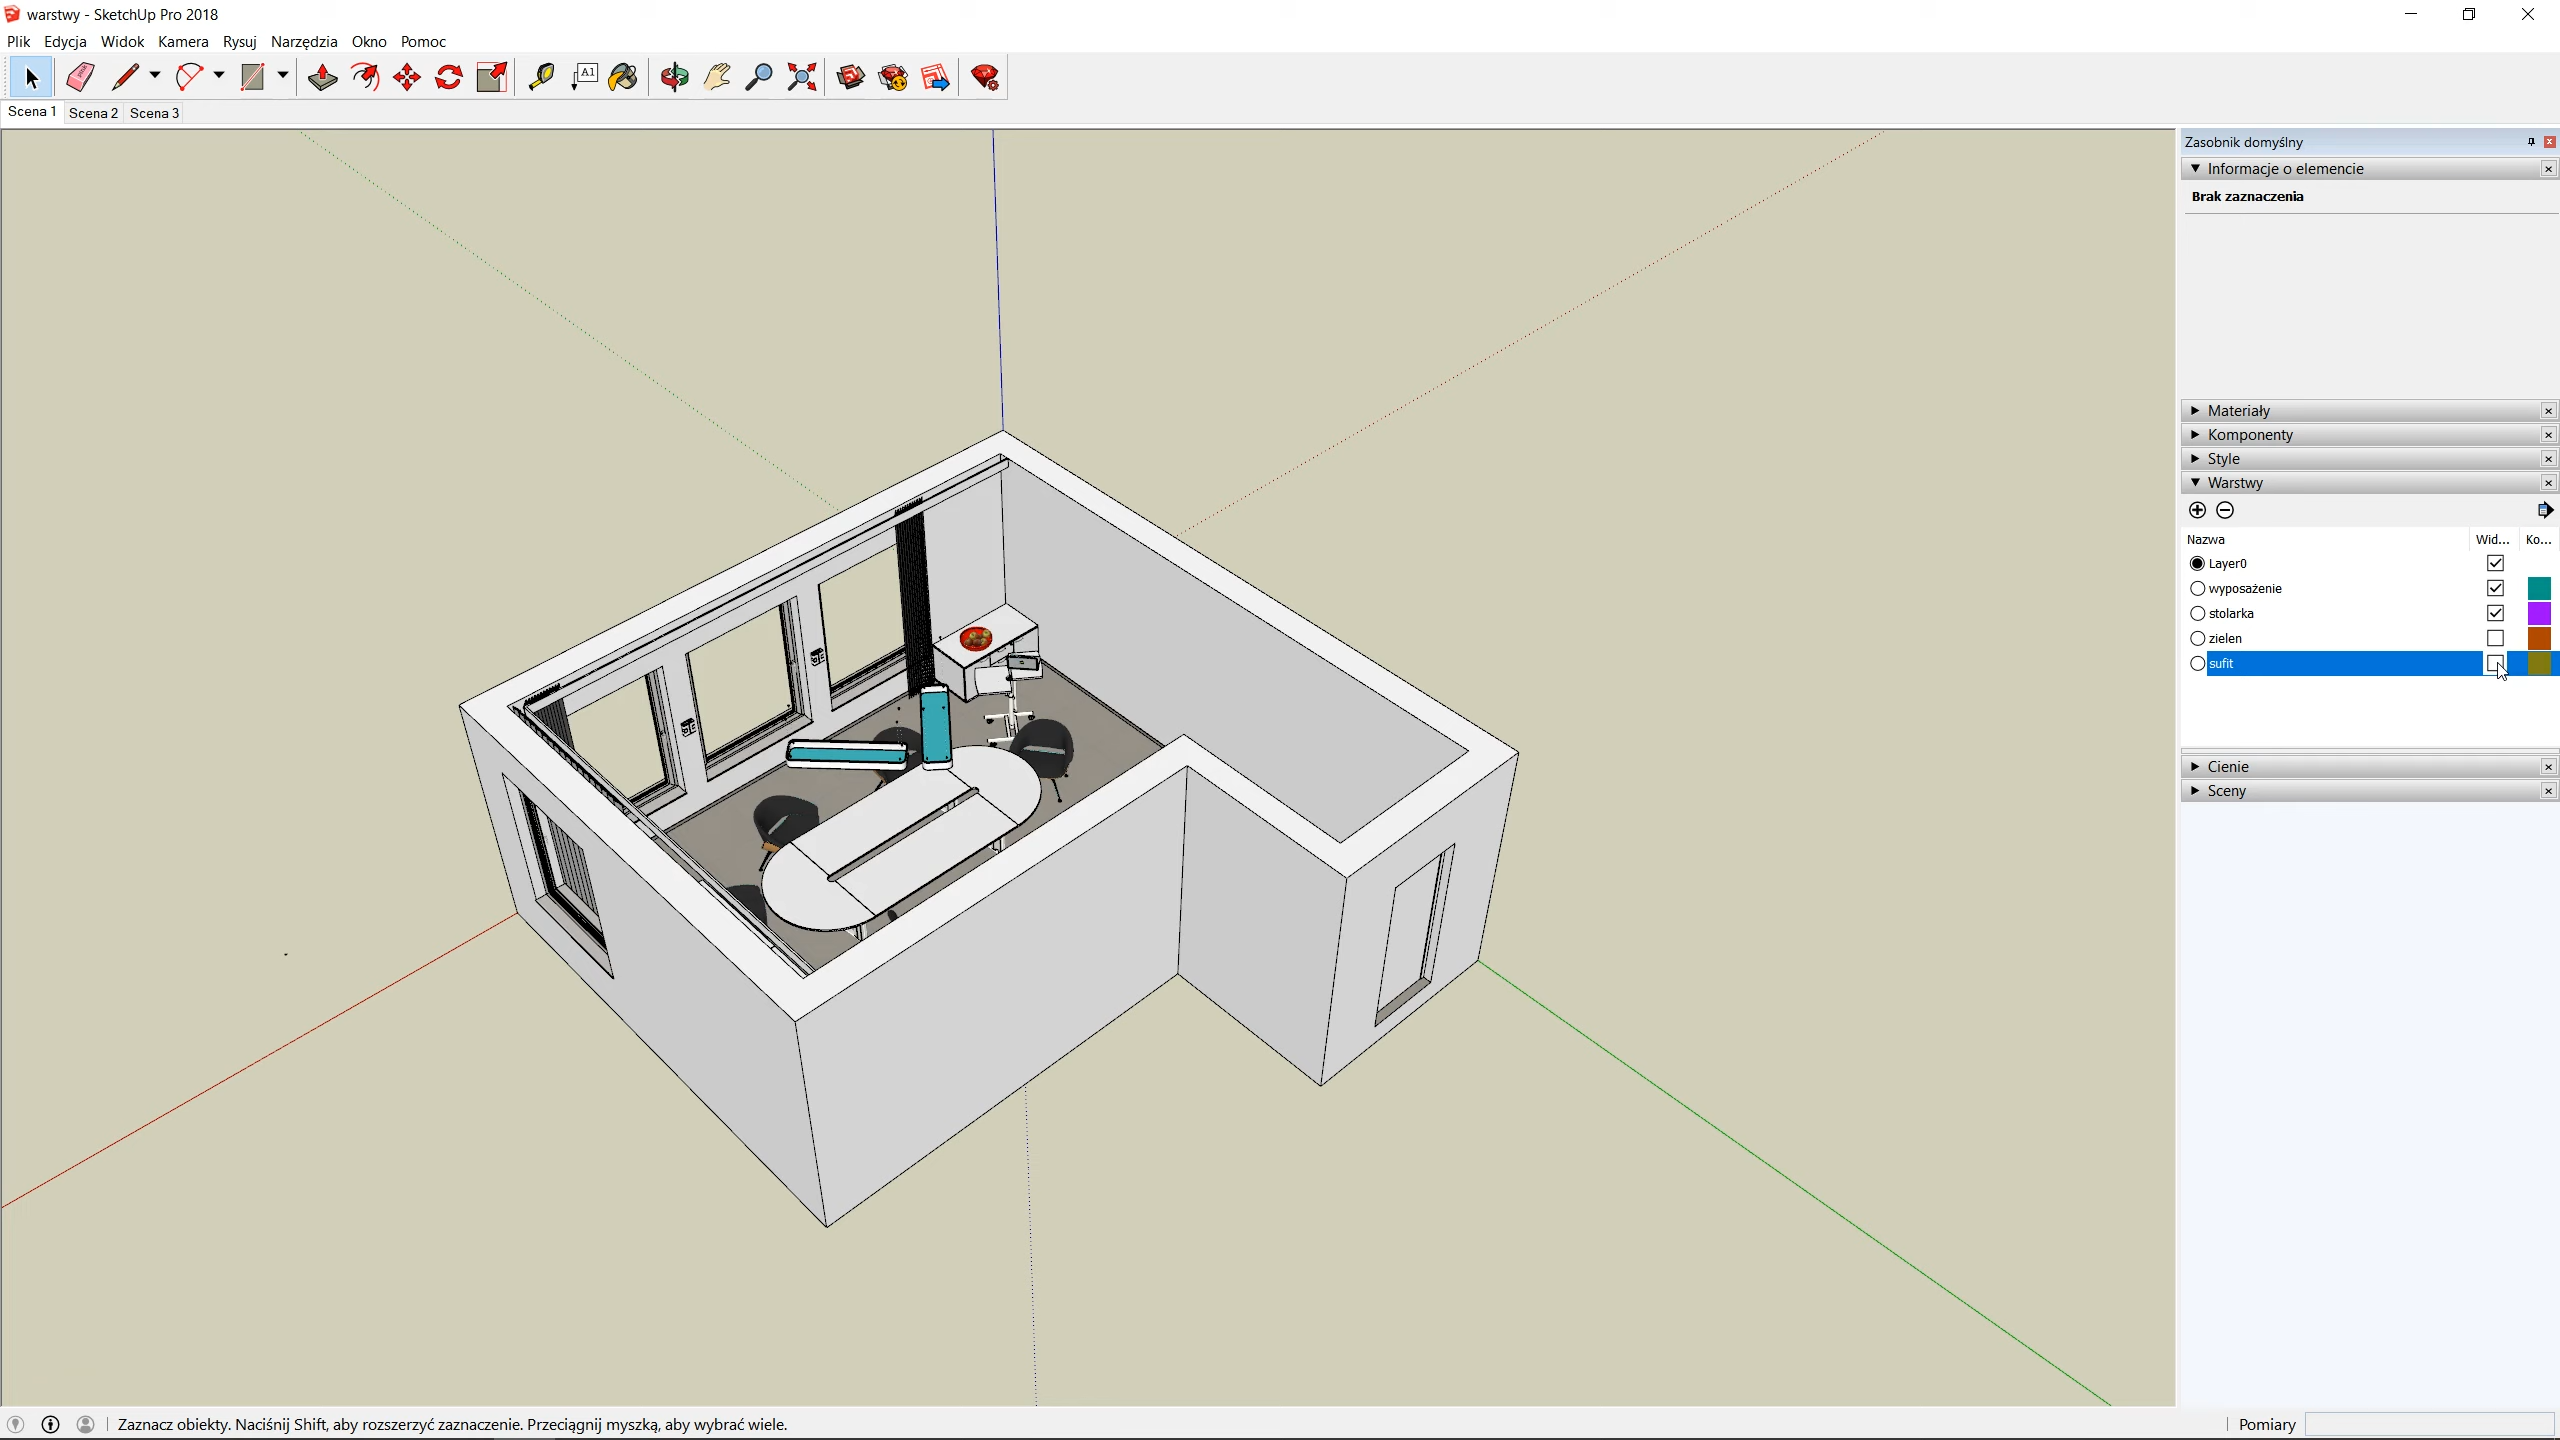 warstwy - SketchUp Pro 2018
Plik Edycja Widok Kamera Rysuj Narzędzia Okno Pomoc
A1
Scena 1 Scena 2 Scena 3
Zasobnik domyślny
Informacje o elemencie
Brak zaznaczenia
Materiały
Komponenty
Style
Warstwy
Nazwa Wid... Ko...
Layer0
wyposażenie
stolarka
zielen
sufit
Cienie
Sceny
Zaznacz obiekty. Naciśnij Shift, aby rozszerzyć zaznaczenie. Przeciągnij myszką, aby wybrać wiele.
Pomiary